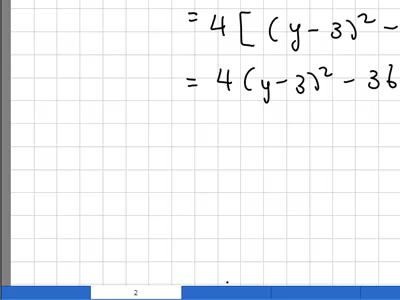 = 4 [ (y - 3)² -
= 4 (y - 3)² - 36
2